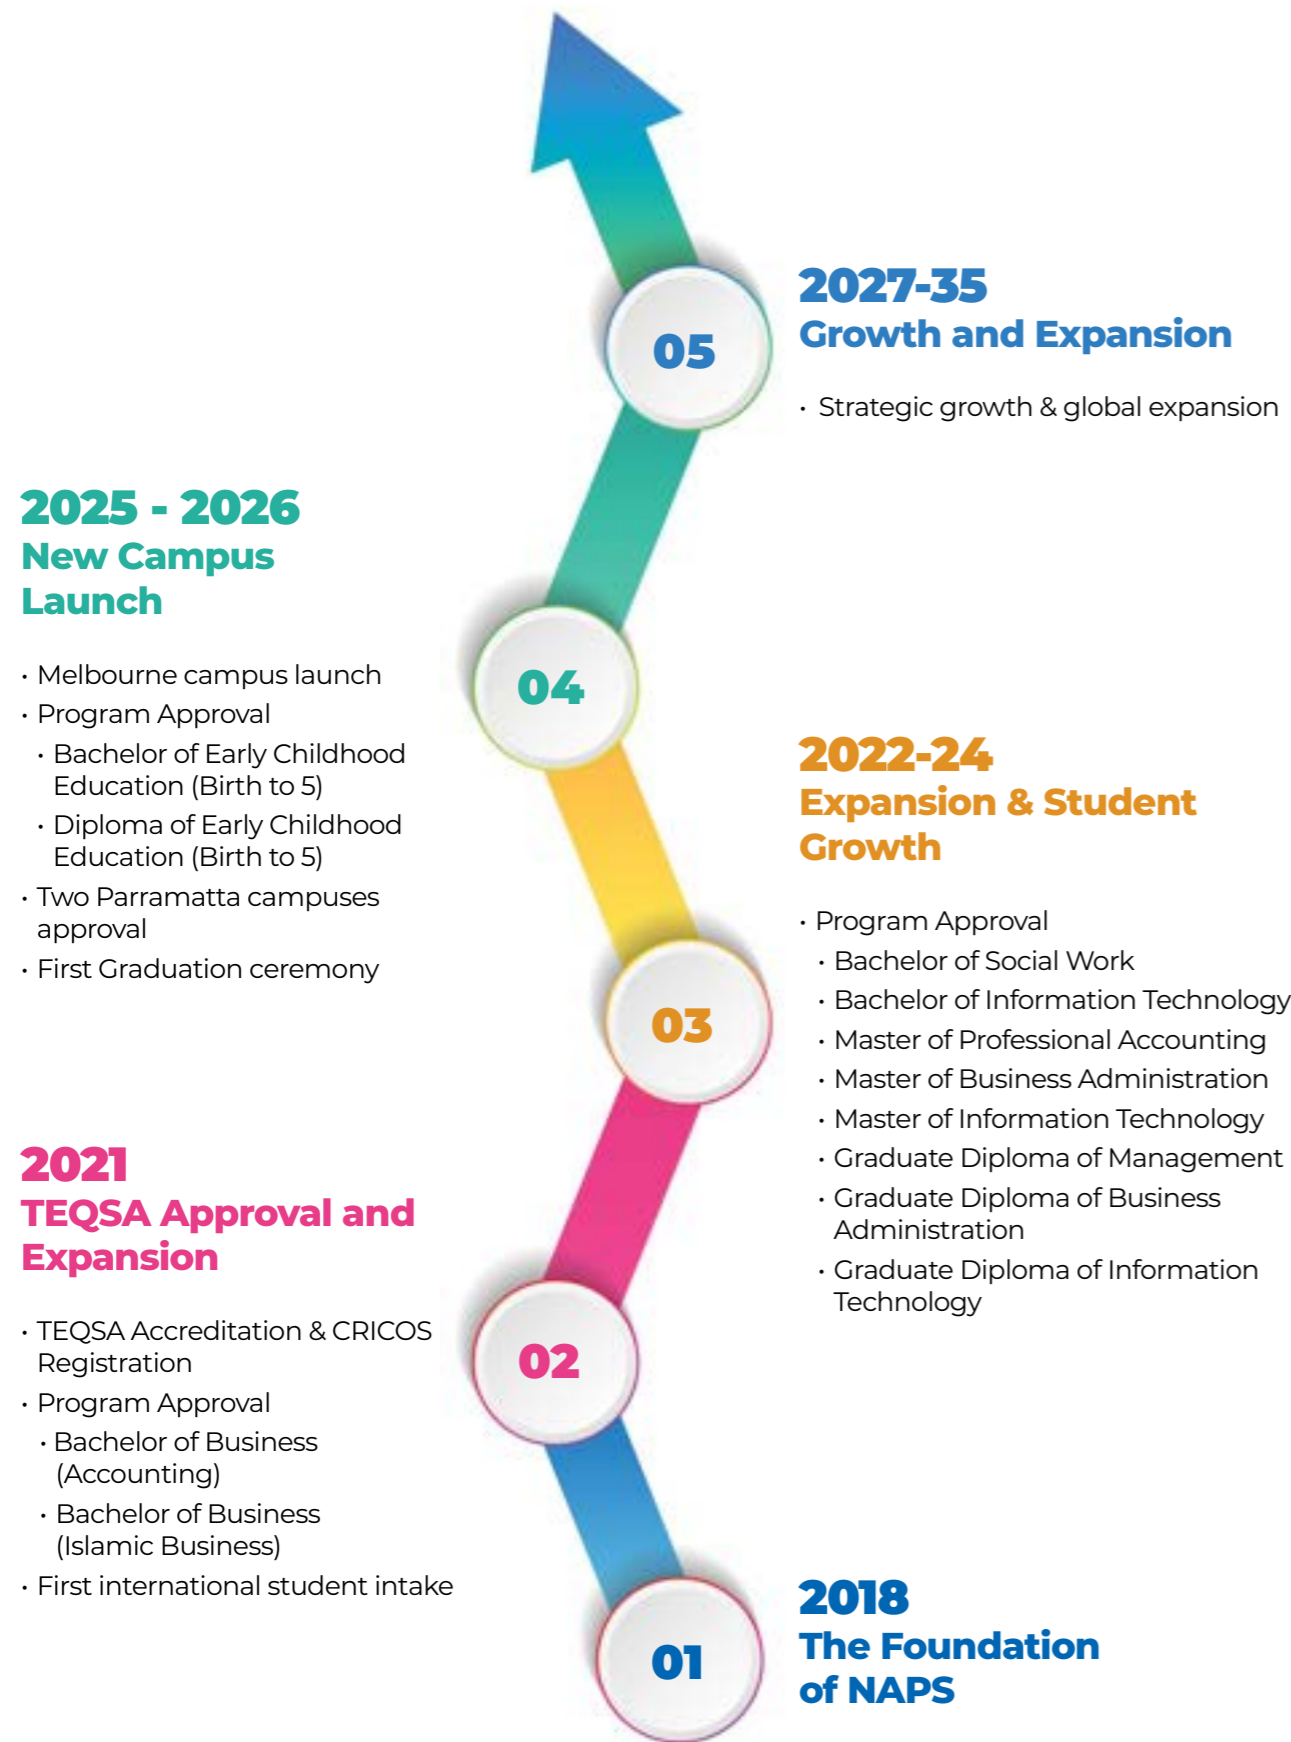 05
2027-35
Growth and Expansion
· Strategic growth & global expansion
2025 - 2026
New Campus
Launch
· Melbourne campus launch
· Program Approval
· Bachelor of Early Childhood
Education (Birth to 5)
· Diploma of Early Childhood
Education (Birth to 5)
· Two Parramatta campuses
approval
· First Graduation ceremony
04
2022-24
Expansion & Student
Growth
· Program Approval
· Bachelor of Social Work
· Bachelor of Information Technology
· Master of Professional Accounting
· Master of Business Administration
· Master of Information Technology
· Graduate Diploma of Management
· Graduate Diploma of Business
Administration
· Graduate Diploma of Information
Technology
03
2021
TEQSA Approval and
Expansion
· TEQSA Accreditation & CRICOS
Registration
· Program Approval
· Bachelor of Business
(Accounting)
· Bachelor of Business
(Islamic Business)
· First international student intake
02
01
2018
The Foundation
of NAPS